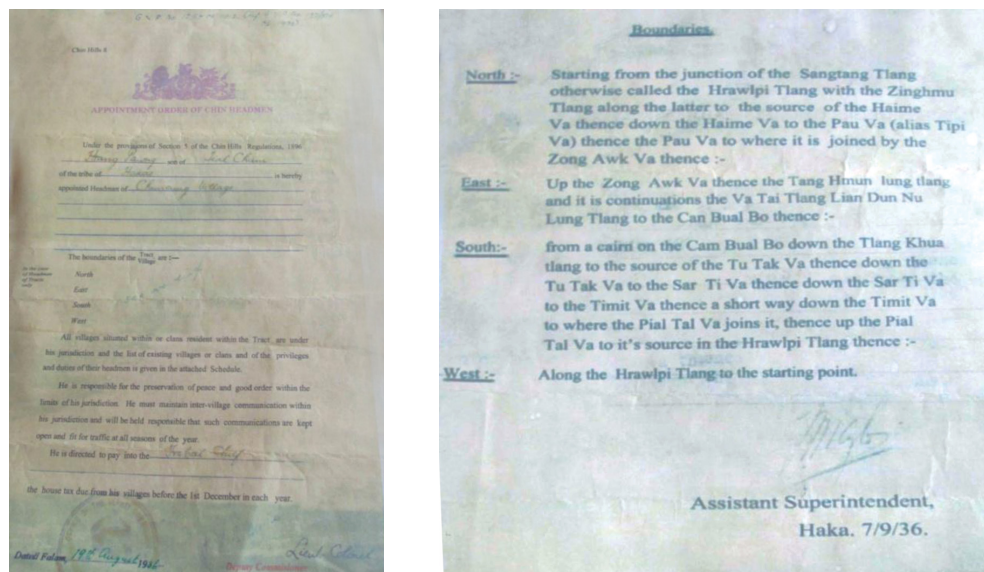 Chin Hills 8
APPOINTMENT ORDER OF CHIN HEADMEN
Under the provisions of Section 5 of the Chin Hills Regulations, 1896
son of
of the tribe of is hereby
appointed Headman of Village
The boundaries of the Tract Village are :—
North
East
South
West
All villages situated within or clans resident within the Tract are under
his jurisdiction and the list of existing villages or clans and of the privileges
and duties of their headmen is given in the attached Schedule.
He is responsible for the preservation of peace and good order within the
limits of his jurisdiction. He must maintain inter-village communication within
his jurisdiction and will be held responsible that such communications are kept
open and fit for traffic at all seasons of the year.
He is directed to pay into the
the house tax due from his villages before the 1st December in each year.
Dated Falam, 19th August
Deputy Commissioner
Boundaries.
North :- Starting from the junction of the Sangtang Tlang
otherwise called the Hrawlpi Tlang with the Zinghmu
Tlang along the latter to the source of the Haime
Va thence down the Haime Va to the Pau Va (alias Tipi
Va) thence the Pau Va to where it is joined by the
Zong Awk Va thence :-
East :- Up the Zong Awk Va thence the Tang Hmun lung tlang
and it is continuations the Va Tai Tlang Lian Dun Nu
Lung Tlang to the Can Bual Bo thence :-
South:- from a cairn on the Cam Bual Bo down the Tlang Khua
tlang to the source of the Tu Tak Va thence down the
Tu Tak Va to the Sar Ti Va thence down the Sar Ti Va
to the Timit Va thence a short way down the Timit Va
to where the Pial Tal Va joins it, thence up the Pial
Tal Va to it's source in the Hrawlpi Tlang thence :-
West :- Along the Hrawlpi Tlang to the starting point.
Assistant Superintendent,
Haka. 7/9/36.